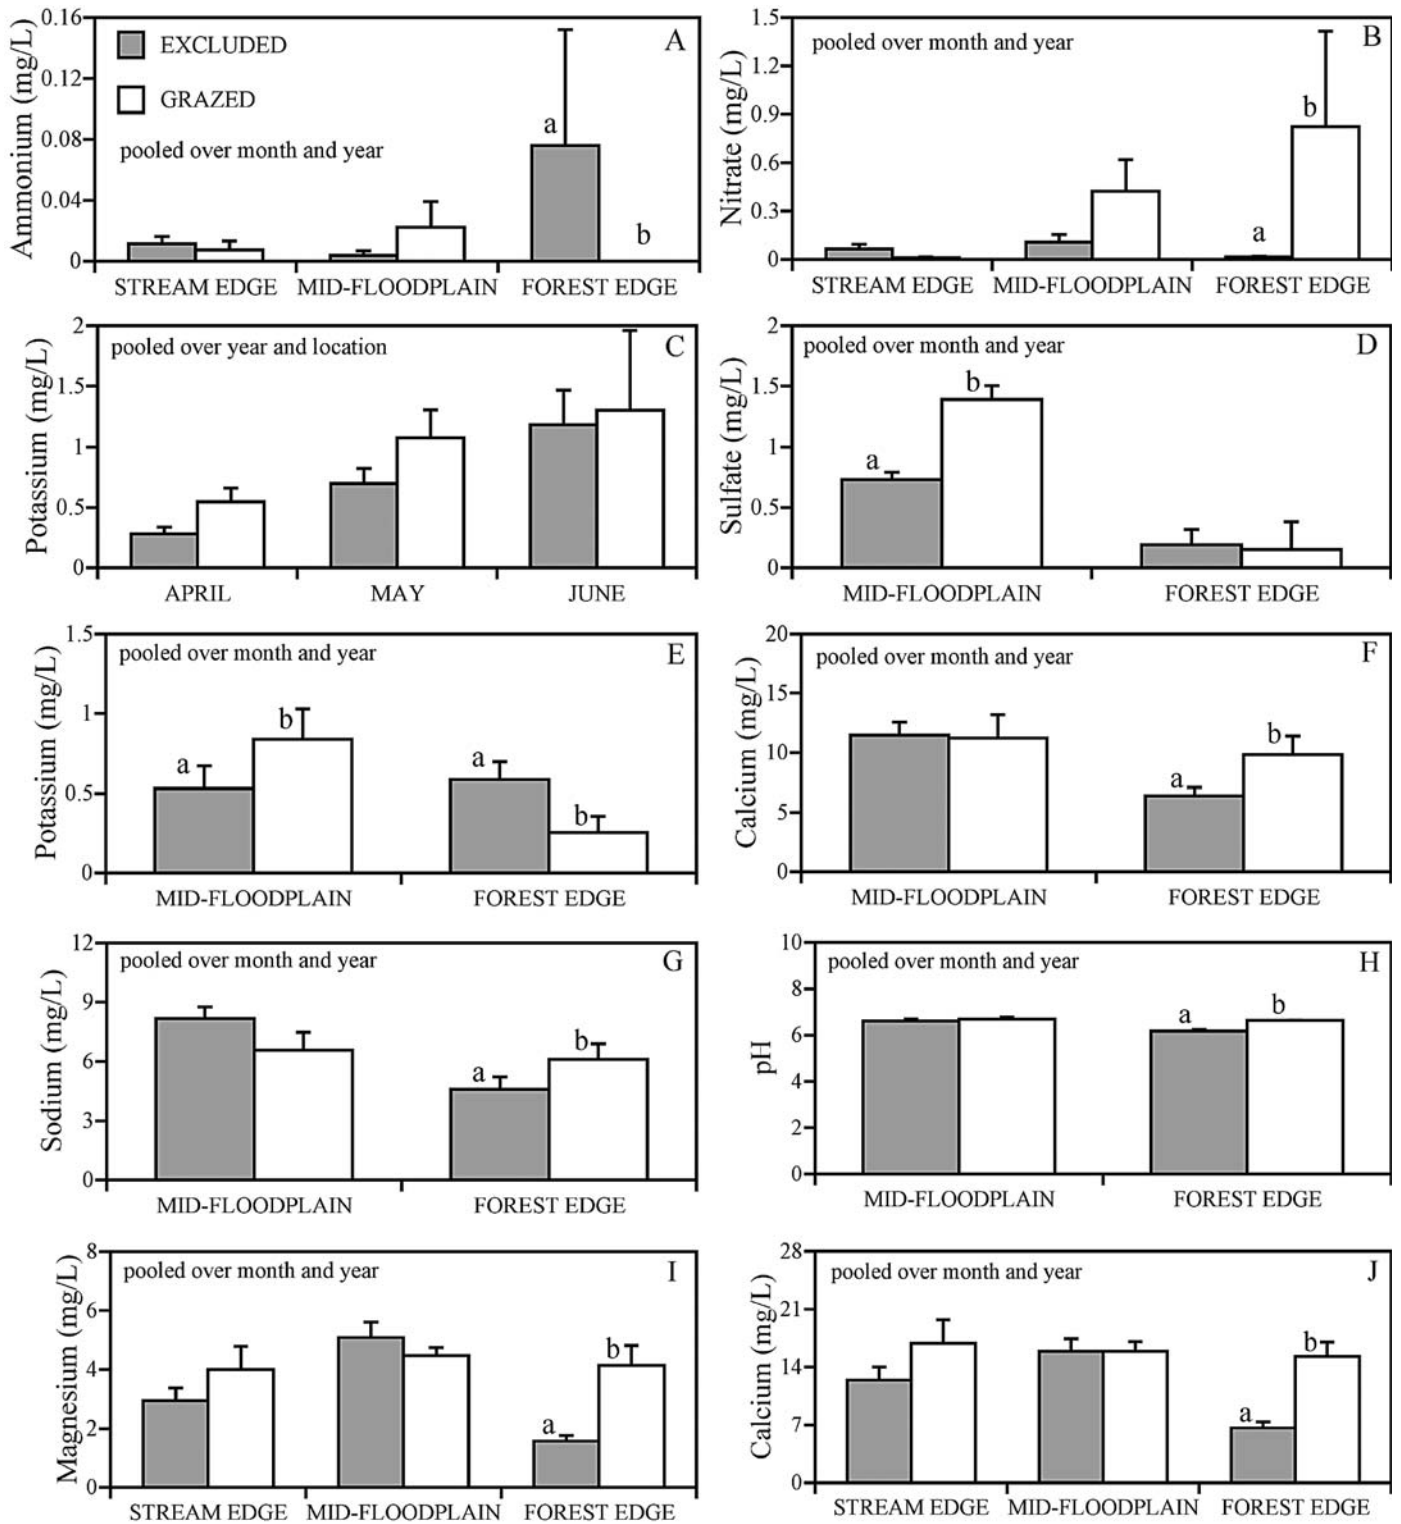 Ammonium (mg/L)
0.16
0.12
0.08
0.04
0
EXCLUDED
GRAZED
pooled over month and year
A
a
b
STREAM EDGE
MID-FLOODPLAIN
FOREST EDGE
Nitrate (mg/L)
1.5
1.2
0.9
0.6
0.3
0
pooled over month and year
B
a
b
STREAM EDGE
MID-FLOODPLAIN
FOREST EDGE
Potassium (mg/L)
2
1.5
1
0.5
0
pooled over year and location
C
APRIL
MAY
JUNE
Sulfate (mg/L)
2
1.5
1
0.5
0
pooled over month and year
D
a
b
MID-FLOODPLAIN
FOREST EDGE
Potassium (mg/L)
1.5
1
0.5
0
pooled over month and year
E
a
b
a
b
MID-FLOODPLAIN
FOREST EDGE
Calcium (mg/L)
20
15
10
5
0
pooled over month and year
F
a
b
MID-FLOODPLAIN
FOREST EDGE
Sodium (mg/L)
12
9
6
3
0
pooled over month and year
G
a
b
MID-FLOODPLAIN
FOREST EDGE
pH
10
8
6
4
2
0
pooled over month and year
H
a
b
MID-FLOODPLAIN
FOREST EDGE
Magnesium (mg/L)
8
6
4
2
0
pooled over month and year
I
a
b
STREAM EDGE
MID-FLOODPLAIN
FOREST EDGE
Calcium (mg/L)
28
21
14
7
0
pooled over month and year
J
a
b
STREAM EDGE
MID-FLOODPLAIN
FOREST EDGE